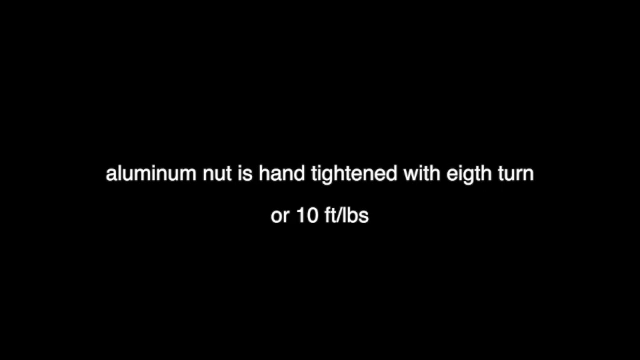 aluminum nut is hand tightened with eigth turn
or 10 ft/lbs